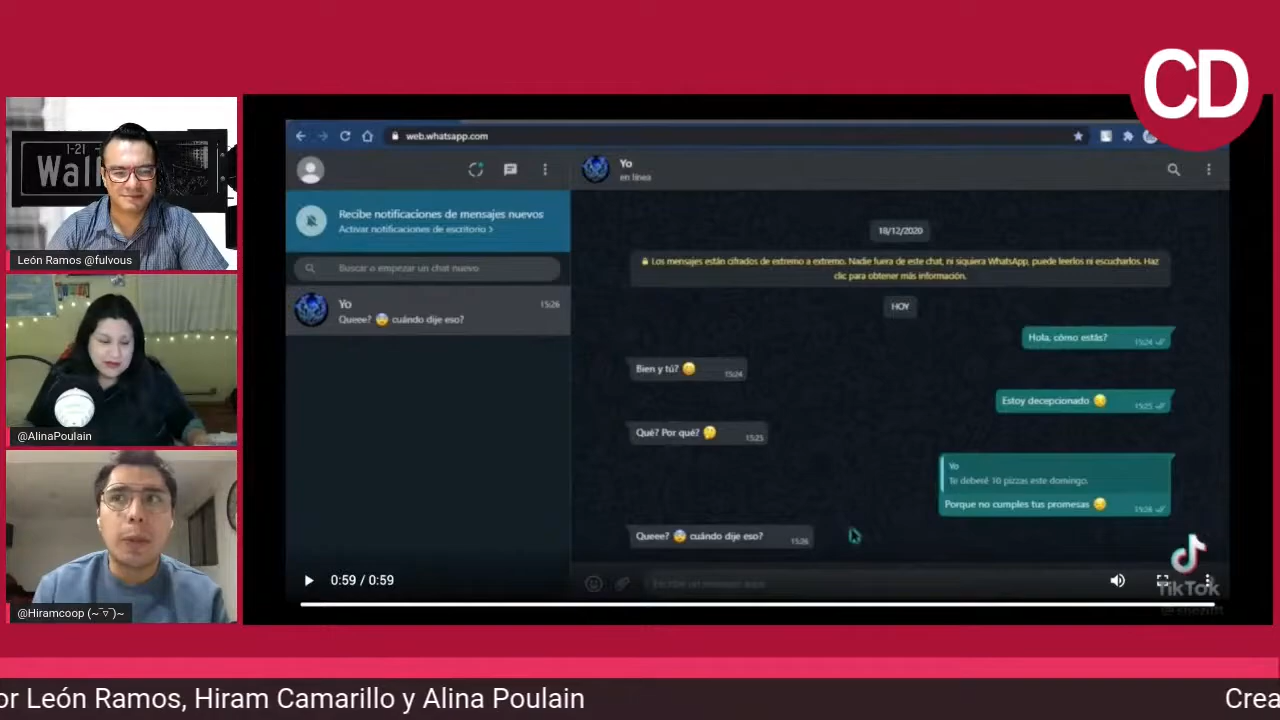 CD
1-21
Wall
León Ramos @fulvous
@AlinaPoulain
@Hiramcoop (~‾▿‾)~
web.whatsapp.com
Recibe notificaciones de mensajes nuevos
Activar notificaciones de escritorio >
Buscar o empezar un chat nuevo
Yo
15:26
Queee? 🤯 cuándo dije eso?
Yo
en línea
18/12/2020
Los mensajes están cifrados de extremo a extremo. Nadie fuera de este chat, ni siquiera WhatsApp, puede leerlos ni escucharlos. Haz
clic para obtener más información.
HOY
Hola, cómo estás?
15:24
Bien y tú?
15:24
Estoy decepcionado
15:25
Qué? Por qué? 🤔
15:25
Yo
Te deberé 10 pizzas este domingo.
Porque no cumples tus promesas
15:26
Queee? 🤯 cuándo dije eso?
15:26
Escribe un mensaje aquí
0:59 / 0:59
TikTok
or León Ramos, Hiram Camarillo y Alina Poulain
Crea